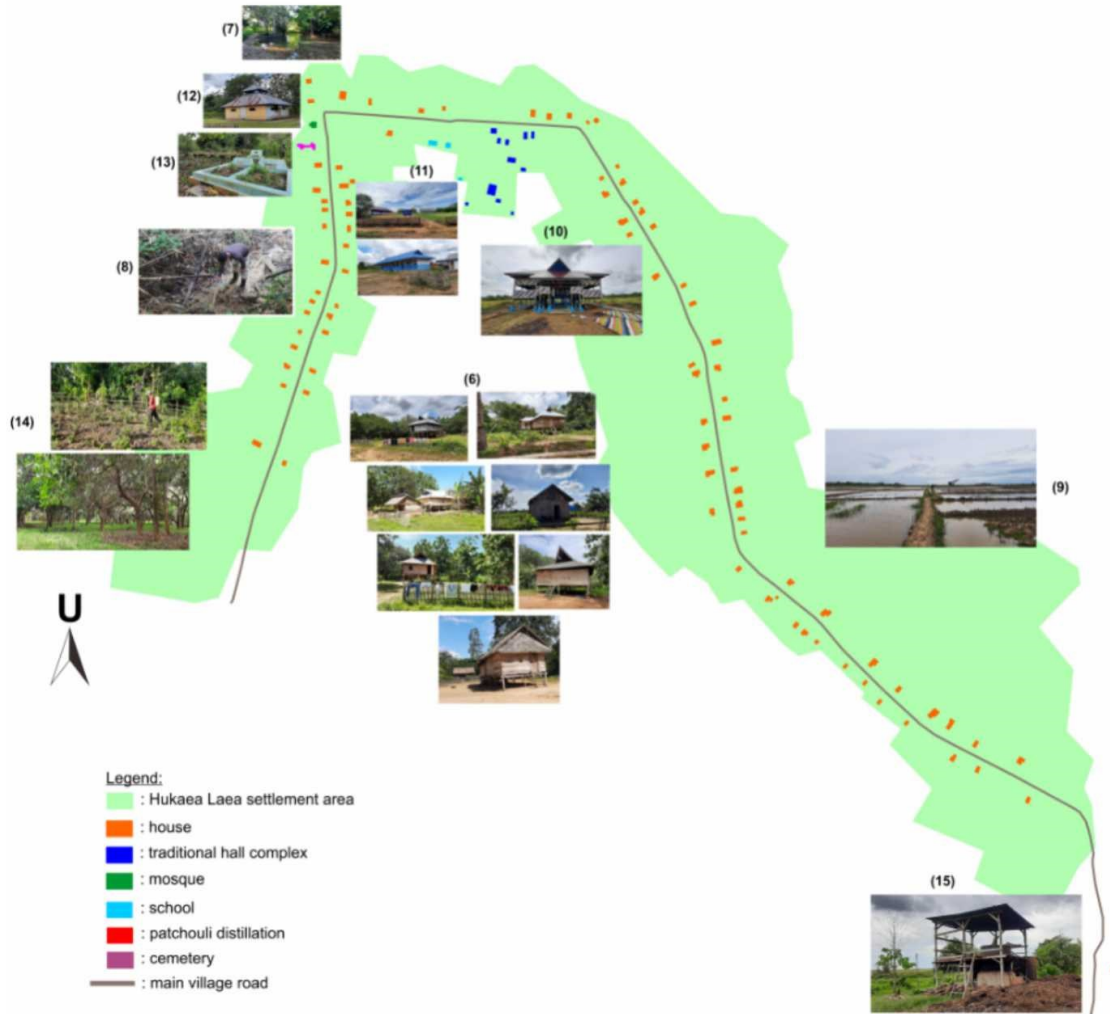 (7)
(12)
(13)
(11)
(10)
(8)
(6)
(14)
(9)
U
Legend:
: Hukaea Laea settlement area
: house
: traditional hall complex
: mosque
: school
: patchouli distillation
: cemetery
: main village road
(15)